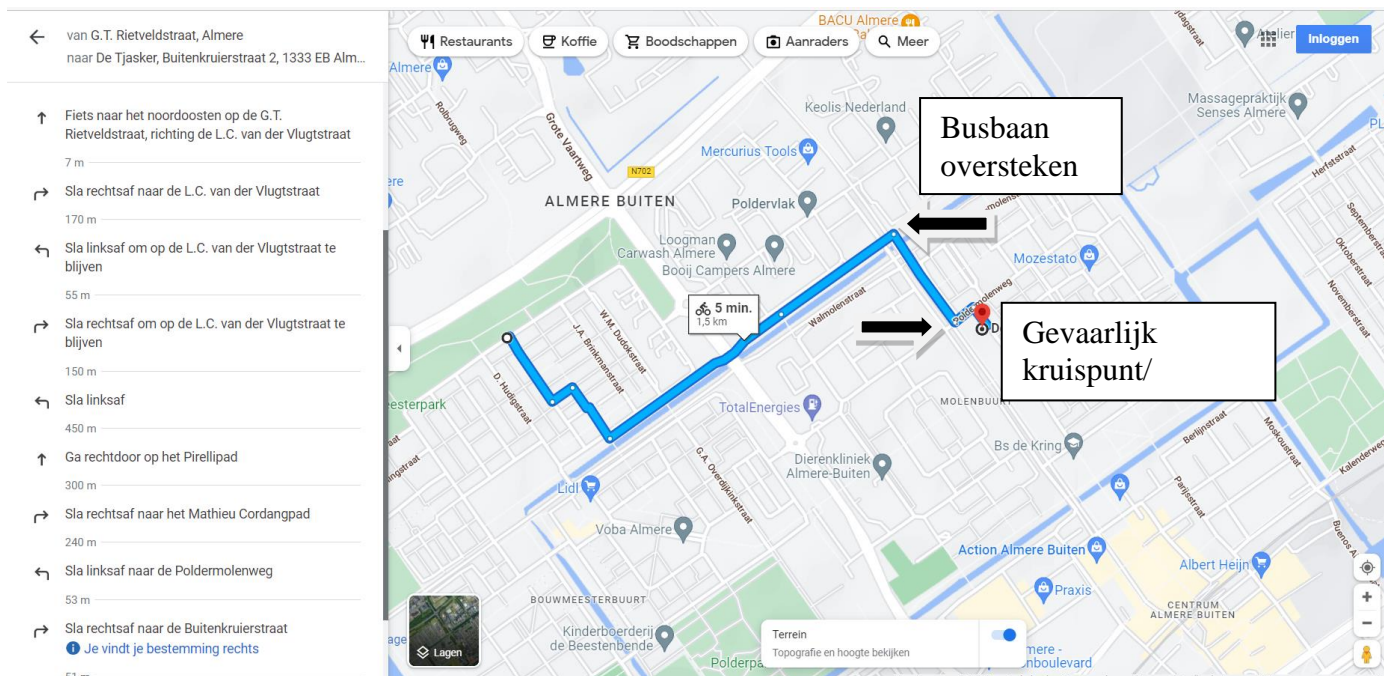 van G.T. Rietveldstraat, Almere
naar De Tjasker, Buitenkruierstraat 2, 1333 EB Alm...
Fiets naar het noordoosten op de G.T.
Rietveldstraat, richting de L.C. van der Vlugtstraat
7 m
Sla rechtsaf naar de L.C. van der Vlugtstraat
170 m
Sla linksaf om op de L.C. van der Vlugtstraat te
blijven
55 m
Sla rechtsaf om op de L.C. van der Vlugtstraat te
blijven
150 m
Sla linksaf
450 m
Ga rechtdoor op het Pirellipad
300 m
Sla rechtsaf naar het Mathieu Cordangpad
240 m
Sla linksaf naar de Poldermolenweg
53 m
Sla rechtsaf naar de Buitenkruierstraat
Je vindt je bestemming rechts
51 m
BACU Almere
Restaurants
Koffie
Boodschappen
Aanraders
Meer
Inloggen
Almere
Rolbrugweg
Grote Vaartweg
Keolis Nederland
Massagepraktijk
Senses Almere
Busbaan
oversteken
Mercurius Tools
N702
Herfststraat
ALMERE BUITEN
Poldervlak
molenstraat
Septemberstraat
Oktoberstraat
Loogman
Carwash Almere
Booij Campers Almere
Mozestato
Novemberstraat
5 min.
1,5 km
Walmolenstraat
Poldermolenweg
Gevaarlijk
kruispunt/
W.M. Dudokstraat
J.A. Brinkmanstraat
D. Hudigstraat
eesterpark
TotalEnergies
MOLENBUURT
Bs de Kring
Berlijnstraat
Moskoustraat
Kalenderweg
G.A. Overdijkinkstraat
Dierenkliniek
Almere-Buiten
Lidl
Parijsstraat
Voba Almere
Action Almere Buiten
Albert Heijn
Praxis
BOUWMEESTERBUURT
CENTRUM
ALMERE BUITEN
Kinderboerderij
de Beestenbende
Lagen
Terrein
Topografie en hoogte bekijken